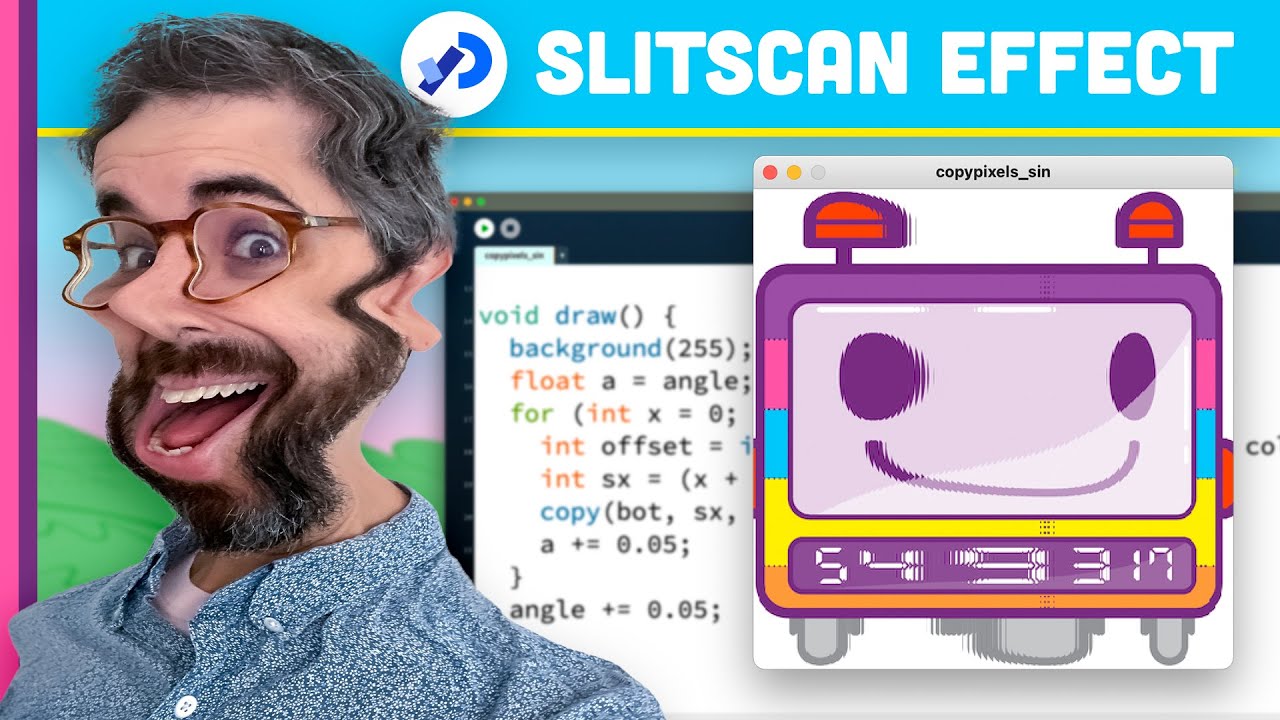 SLITSCAN EFFECT
copypixels_sin
copypixels_sin
void draw() {
background(255);
float a = angle;
for (int x = 0;
int offset = i
co
int sx = (x +
copy(bot, sx,
a += 0.05;
}
angle += 0.05;